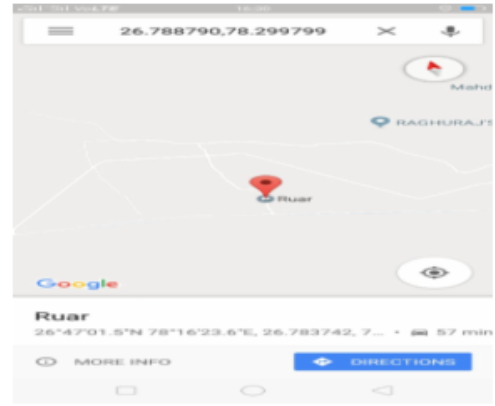 26.788790,78.299799
Mahd
RAGHURAJ'S
Ruar
Google
Ruar
26°47'01.5"N 78°16'23.6"E, 26.783742, 7... · 57 min
MORE INFO
DIRECTIONS